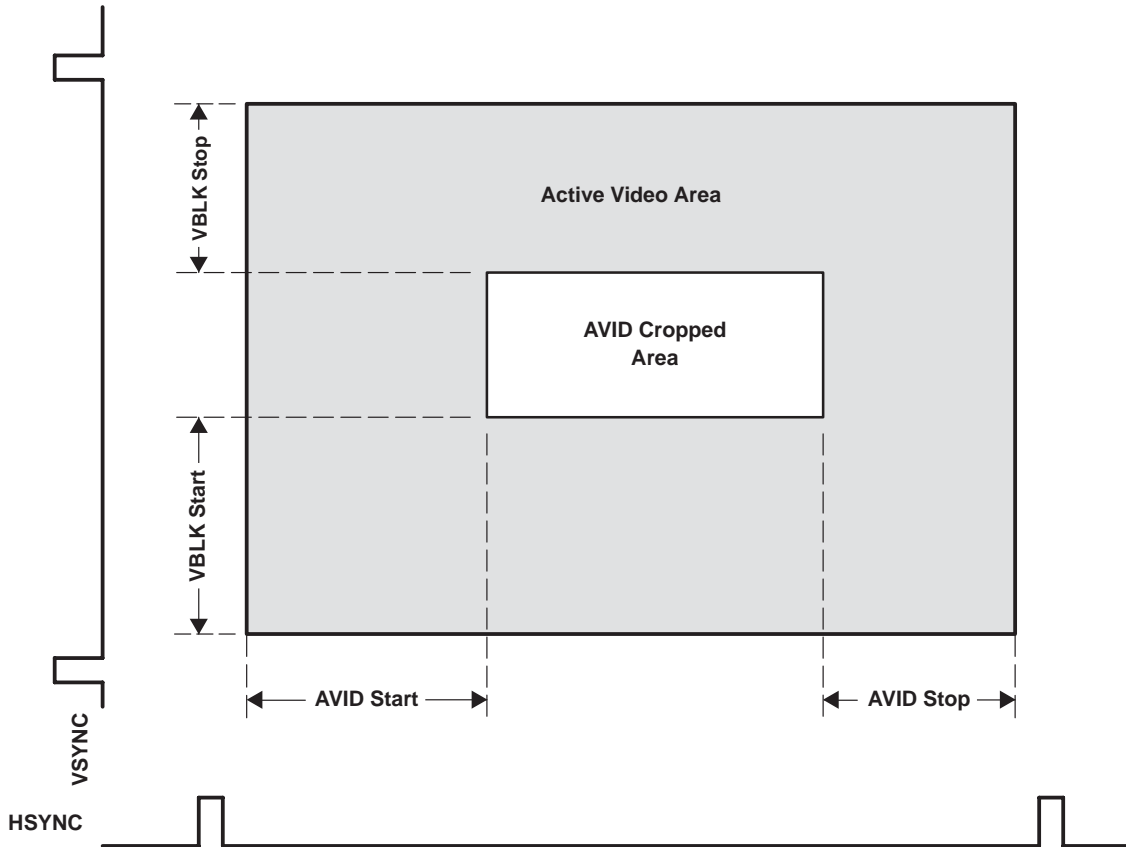 VBLK Stop
Active Video Area
AVID Cropped
Area
VBLK Start
AVID Start
AVID Stop
VSYNC
HSYNC